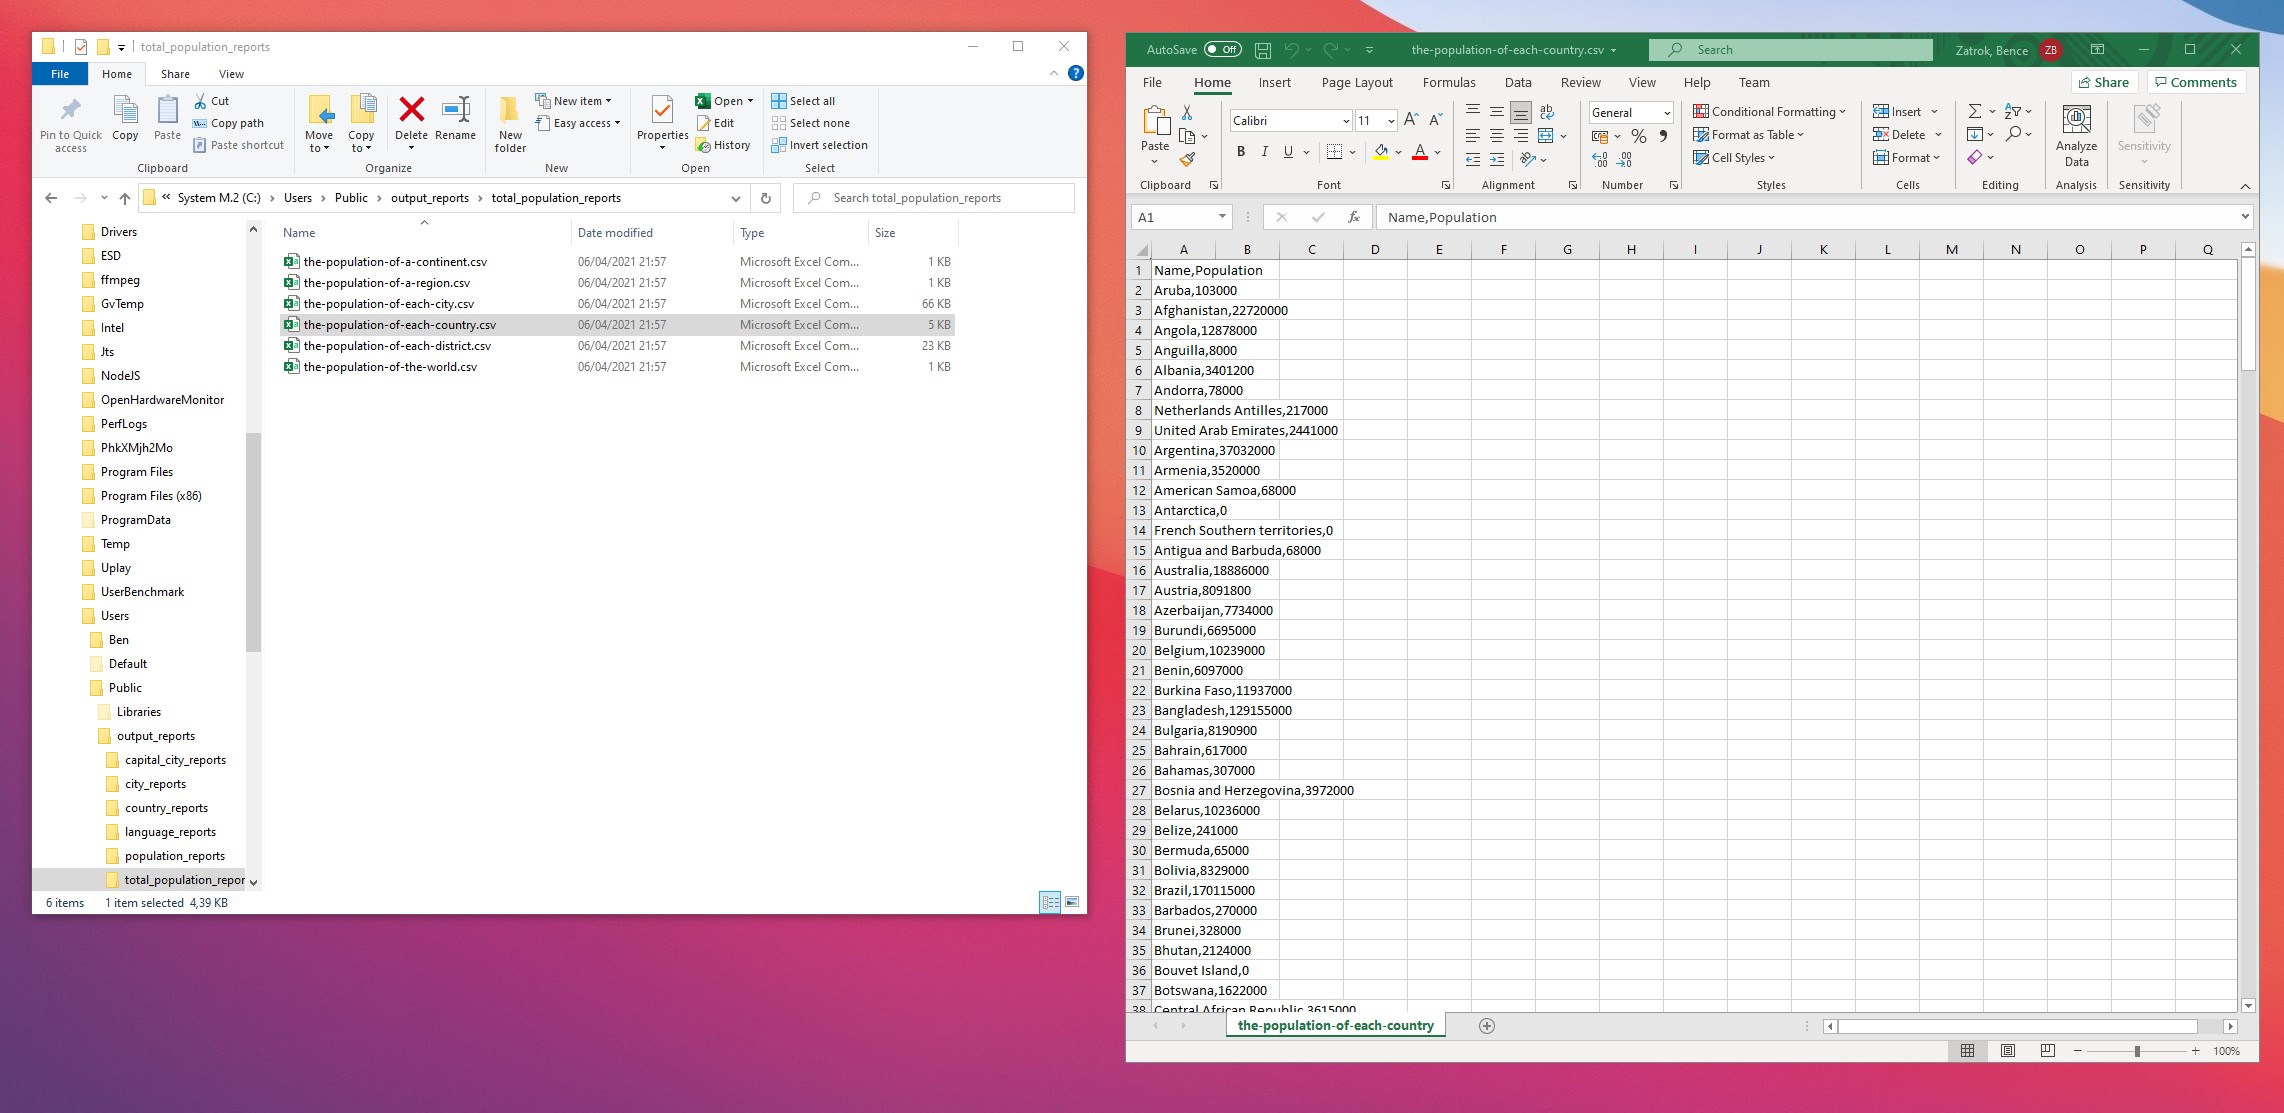 total_population_reports
File Home Share View
Pin to Quick access
Copy
Paste
Cut
Copy path
Paste shortcut
Clipboard
Move to
Copy to
Delete
Rename
Organize
New folder
New item
Easy access
New
Properties
Open
Edit
History
Open
Select all
Select none
Invert selection
Select
« System M.2 (C:) > Users > Public > output_reports > total_population_reports
Search total_population_reports
Drivers
ESD
ffmpeg
GvTemp
Intel
Jts
NodeJS
OpenHardwareMonitor
PerfLogs
PhkXMjh2Mo
Program Files
Program Files (x86)
ProgramData
Temp
Uplay
UserBenchmark
Users
Ben
Default
Public
Libraries
output_reports
capital_city_reports
city_reports
country_reports
language_reports
population_reports
total_population_repor
Name Date modified Type Size
the-population-of-a-continent.csv 06/04/2021 21:57 Microsoft Excel Com... 1 KB
the-population-of-a-region.csv 06/04/2021 21:57 Microsoft Excel Com... 1 KB
the-population-of-each-city.csv 06/04/2021 21:57 Microsoft Excel Com... 66 KB
the-population-of-each-country.csv 06/04/2021 21:57 Microsoft Excel Com... 5 KB
the-population-of-each-district.csv 06/04/2021 21:57 Microsoft Excel Com... 23 KB
the-population-of-the-world.csv 06/04/2021 21:57 Microsoft Excel Com... 1 KB
6 items 1 item selected 4,39 KB
AutoSave Off the-population-of-each-country.csv Search Zatrok, Bence ZB
File Home Insert Page Layout Formulas Data Review View Help Team Share Comments
Paste
Clipboard
Calibri 11
B I U
Font
Alignment
General
Number
Conditional Formatting
Format as Table
Cell Styles
Styles
Insert
Delete
Format
Cells
Editing
Analyze Data
Analysis
Sensitivity
Sensitivity
A1 fx Name,Population
A B C D E F G H I J K L M N O P Q
1 Name,Population
2 Aruba,103000
3 Afghanistan,22720000
4 Angola,12878000
5 Anguilla,8000
6 Albania,3401200
7 Andorra,78000
8 Netherlands Antilles,217000
9 United Arab Emirates,2441000
10 Argentina,37032000
11 Armenia,3520000
12 American Samoa,68000
13 Antarctica,0
14 French Southern territories,0
15 Antigua and Barbuda,68000
16 Australia,18886000
17 Austria,8091800
18 Azerbaijan,7734000
19 Burundi,6695000
20 Belgium,10239000
21 Benin,6097000
22 Burkina Faso,11937000
23 Bangladesh,129155000
24 Bulgaria,8190900
25 Bahrain,617000
26 Bahamas,307000
27 Bosnia and Herzegovina,3972000
28 Belarus,10236000
29 Belize,241000
30 Bermuda,65000
31 Bolivia,8329000
32 Brazil,170115000
33 Barbados,270000
34 Brunei,328000
35 Bhutan,2124000
36 Bouvet Island,0
37 Botswana,1622000
38 Central African Republic,3615000
the-population-of-each-country
100%